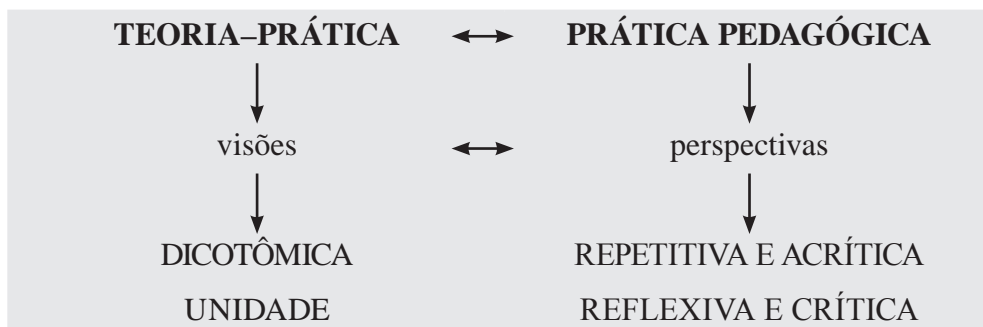 TEORIA–PRÁTICA ↔ PRÁTICA PEDAGÓGICA
visões ↔ perspectivas
DICOTÔMICA REPETITIVA E ACRÍTICA
UNIDADE REFLEXIVA E CRÍTICA